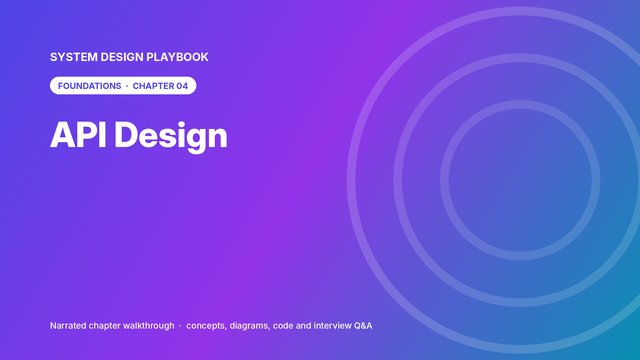 SYSTEM DESIGN PLAYBOOK
FOUNDATIONS · CHAPTER 04
API Design
Narrated chapter walkthrough · concepts, diagrams, code and interview Q&A